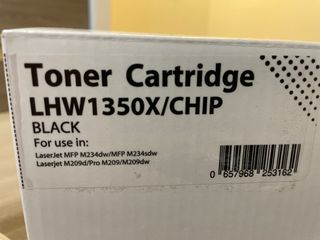 Toner Cartridge
LHW1350X/CHIP
BLACK
For use in:
LaserJet MFP M234dw/MFP M234sdw
Laserjet M209d/Pro M209/M209dw
0 657968 253162